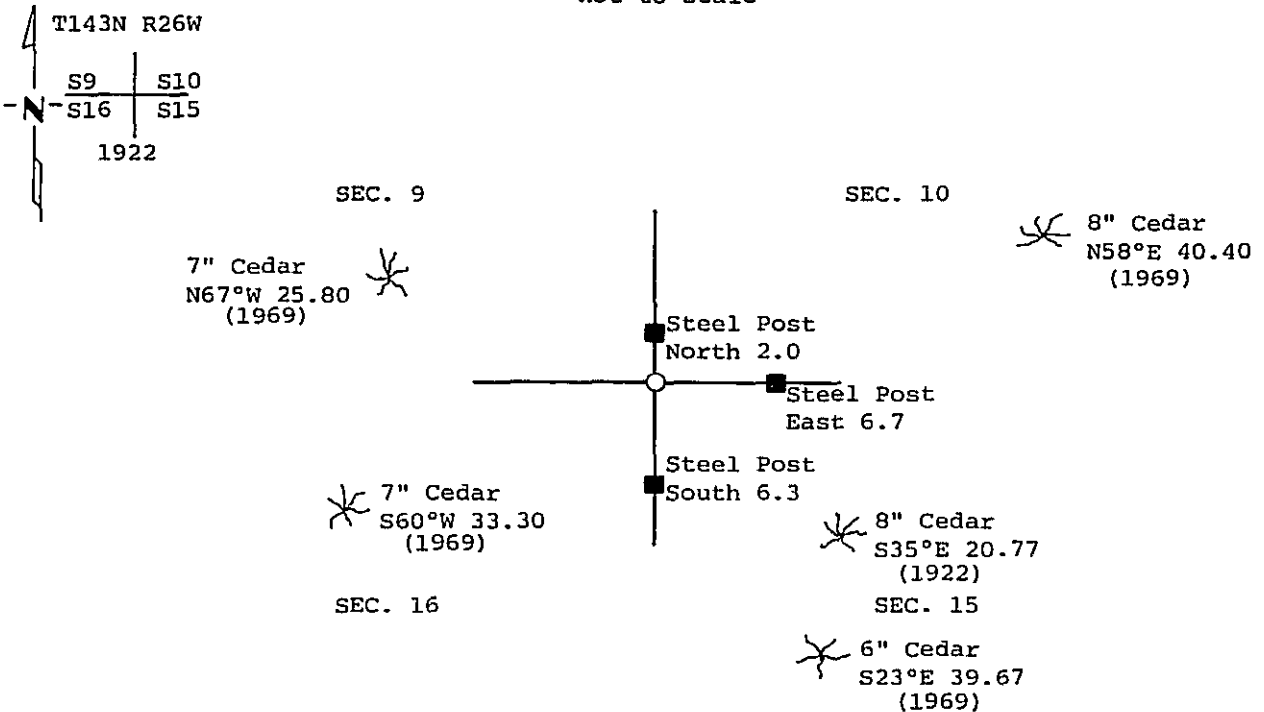 T143N R26W
S9 S10
N
S16 S15
1922
SEC. 9
SEC. 10
8" Cedar
N58°E 40.40
(1969)
7" Cedar
N67°W 25.80
(1969)
Steel Post
North 2.0
Steel Post
East 6.7
Steel Post
South 6.3
7" Cedar
S60°W 33.30
(1969)
8" Cedar
S35°E 20.77
(1922)
SEC. 16
SEC. 15
6" Cedar
S23°E 39.67
(1969)